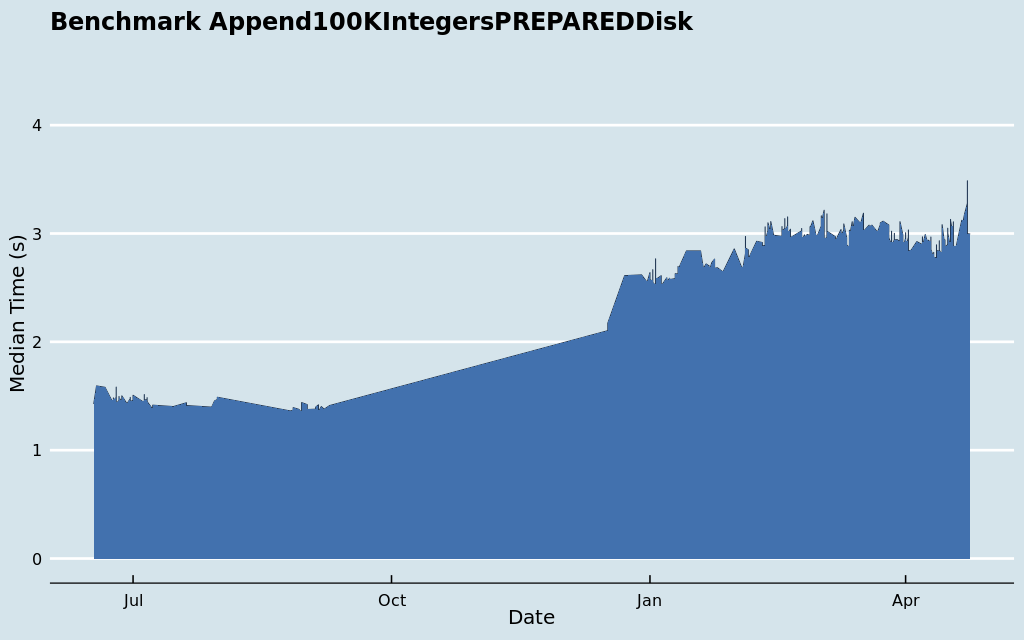 Benchmark Append100KIntegersPREPAREDDisk
4
3
2
1
0
Median Time (s)
Jul
Oct
Jan
Apr
Date